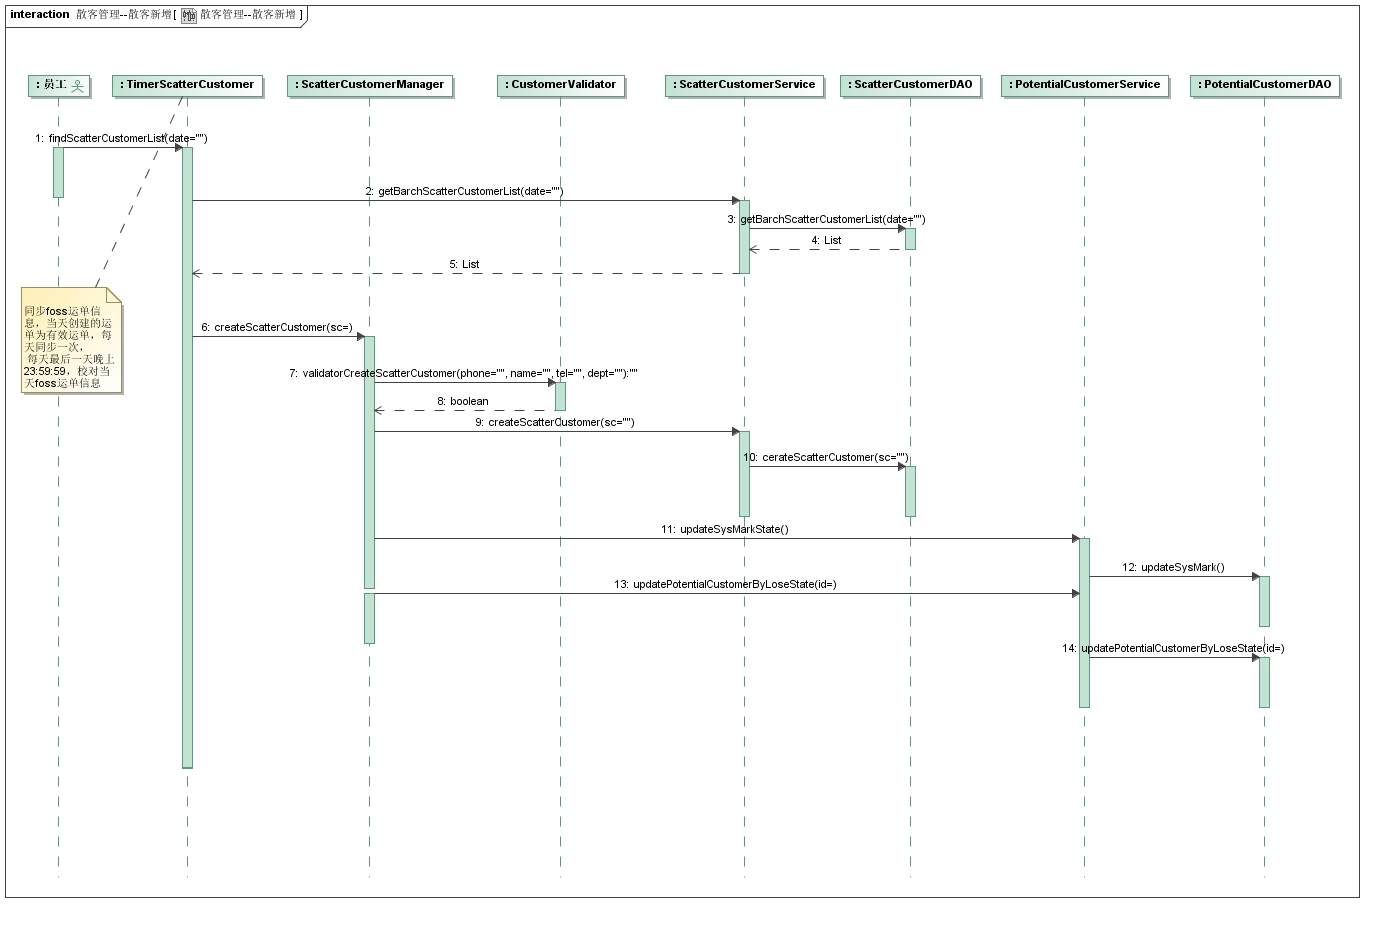 interaction 散客管理--散客新增[ 散客管理--散客新增 ]
: 员工
: TimerScatterCustomer
: ScatterCustomerManager
: CustomerValidator
: ScatterCustomerService
: ScatterCustomerDAO
: PotentialCustomerService
: PotentialCustomerDAO
1: findScatterCustomerList(date="")
2: getBarchScatterCustomerList(date="")
3: getBarchScatterCustomerList(date="")
4: List
5: List
同步foss运单信
息，当天创建的运
单为有效运单，每
天同步一次，
每天最后一天晚上
23:59:59，校对当
天foss运单信息
6: createScatterCustomer(sc=)
7: validatorCreateScatterCustomer(phone="", name="", tel="", dept=""):""
8: boolean
9: createScatterCustomer(sc="")
10: cerateScatterCustomer(sc="")
11: updateSysMarkState()
12: updateSysMark()
13: updatePotentialCustomerByLoseState(id=)
14: updatePotentialCustomerByLoseState(id=)